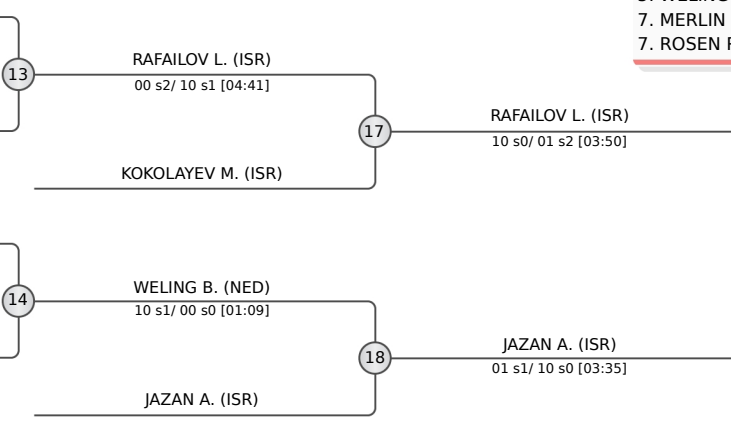 7. MERLIN
7. ROSEN
13
RAFAILOV L. (ISR)
00 s2/ 10 s1 [04:41]
17
RAFAILOV L. (ISR)
10 s0/ 01 s2 [03:50]
KOKOLAYEV M. (ISR)
14
WELING B. (NED)
10 s1/ 00 s0 [01:09]
18
JAZAN A. (ISR)
01 s1/ 10 s0 [03:35]
JAZAN A. (ISR)